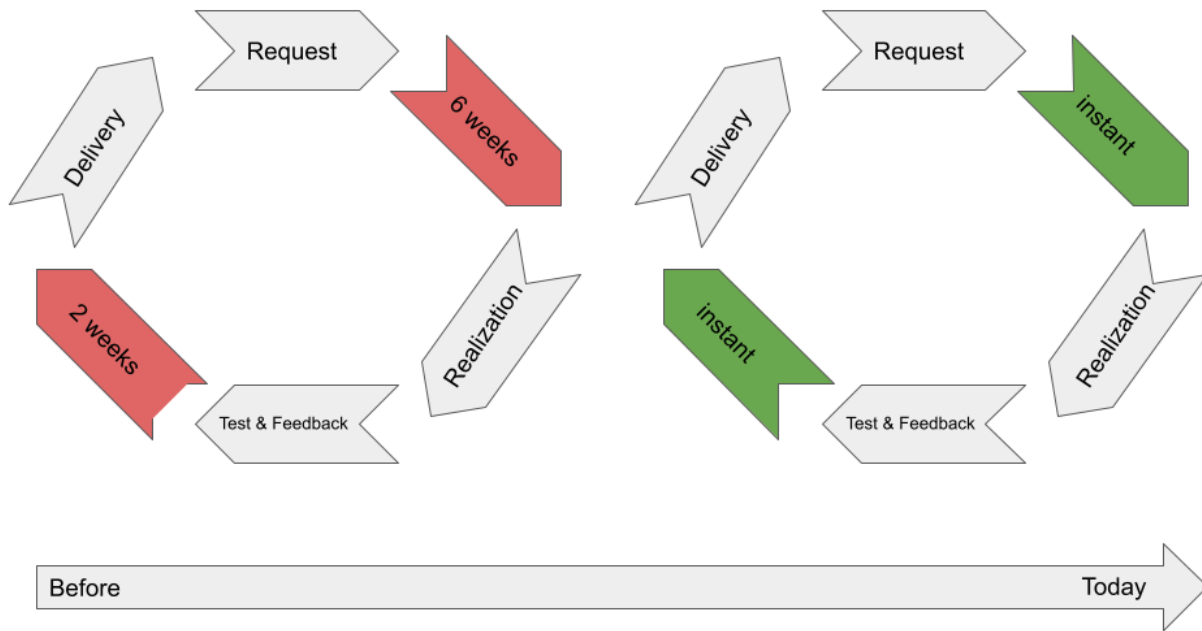 Request
6 weeks
Realization
Test & Feedback
2 weeks
Delivery
Request
instant
Realization
Test & Feedback
instant
Delivery
Before
Today